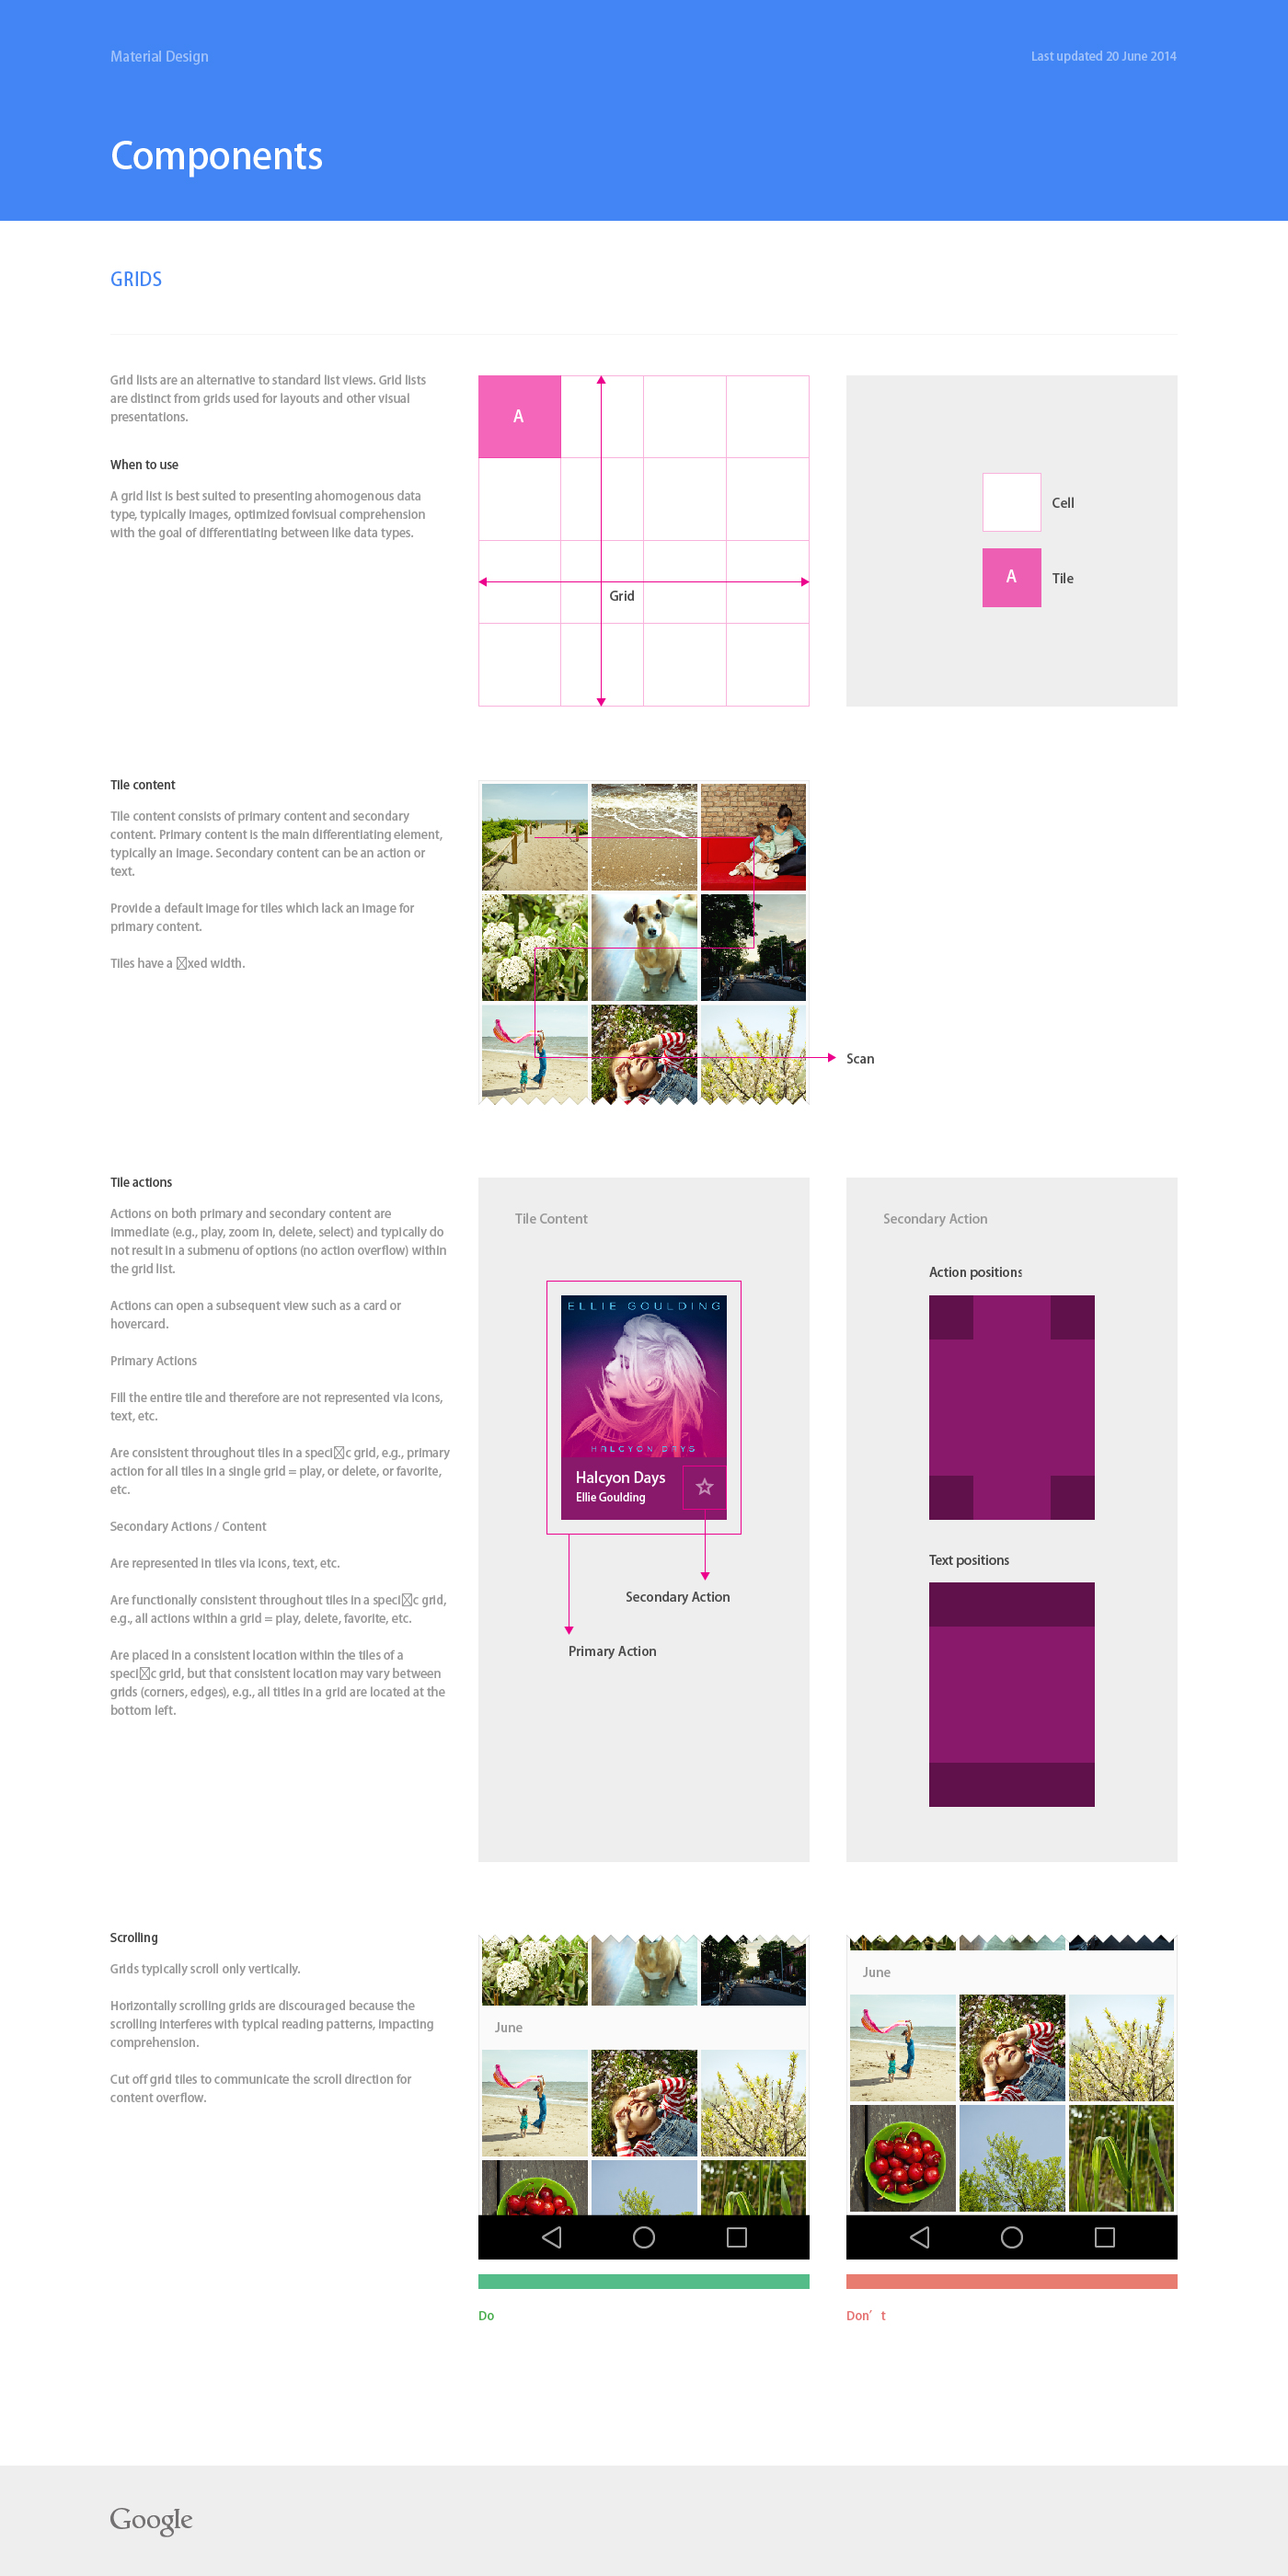 Material Design
Last updated 20 June 2014
Components
GRIDS
Grid lists are an alternative to standard list views. Grid lists
are distinct from grids used for layouts and other visual
presentations.
When to use
A grid list is best suited to presenting ahomogenous data
type, typically images, optimized forvisual comprehension
with the goal of differentiating between like data types.
A
Grid
Cell
A
Tile
Tile content
Tile content consists of primary content and secondary
content. Primary content is the main differentiating element,
typically an image. Secondary content can be an action or
text.
Provide a default image for tiles which lack an image for
primary content.
Tiles have a xed width.
Scan
Tile actions
Actions on both primary and secondary content are
immediate (e.g., play, zoom in, delete, select) and typically do
not result in a submenu of options (no action overflow) within
the grid list.
Actions can open a subsequent view such as a card or
hovercard.
Primary Actions
Fill the entire tile and therefore are not represented via icons,
text, etc.
Are consistent throughout tiles in a speci c grid, e.g., primary
action for all tiles in a single grid = play, or delete, or favorite,
etc.
Secondary Actions / Content
Are represented in tiles via icons, text, etc.
Are functionally consistent throughout tiles in a speci c grid,
e.g., all actions within a grid = play, delete, favorite, etc.
Are placed in a consistent location within the tiles of a
speci c grid, but that consistent location may vary between
grids (corners, edges), e.g., all titles in a grid are located at the
bottom left.
Tile Content
ELLIE GOULDING
HALCYON DAYS
Halcyon Days
Ellie Goulding
Secondary Action
Primary Action
Secondary Action
Action positions
Text positions
Scrolling
Grids typically scroll only vertically.
Horizontally scrolling grids are discouraged because the
scrolling interferes with typical reading patterns, impacting
comprehension.
Cut off grid tiles to communicate the scroll direction for
content overflow.
June
Do
June
Don’ t
Google